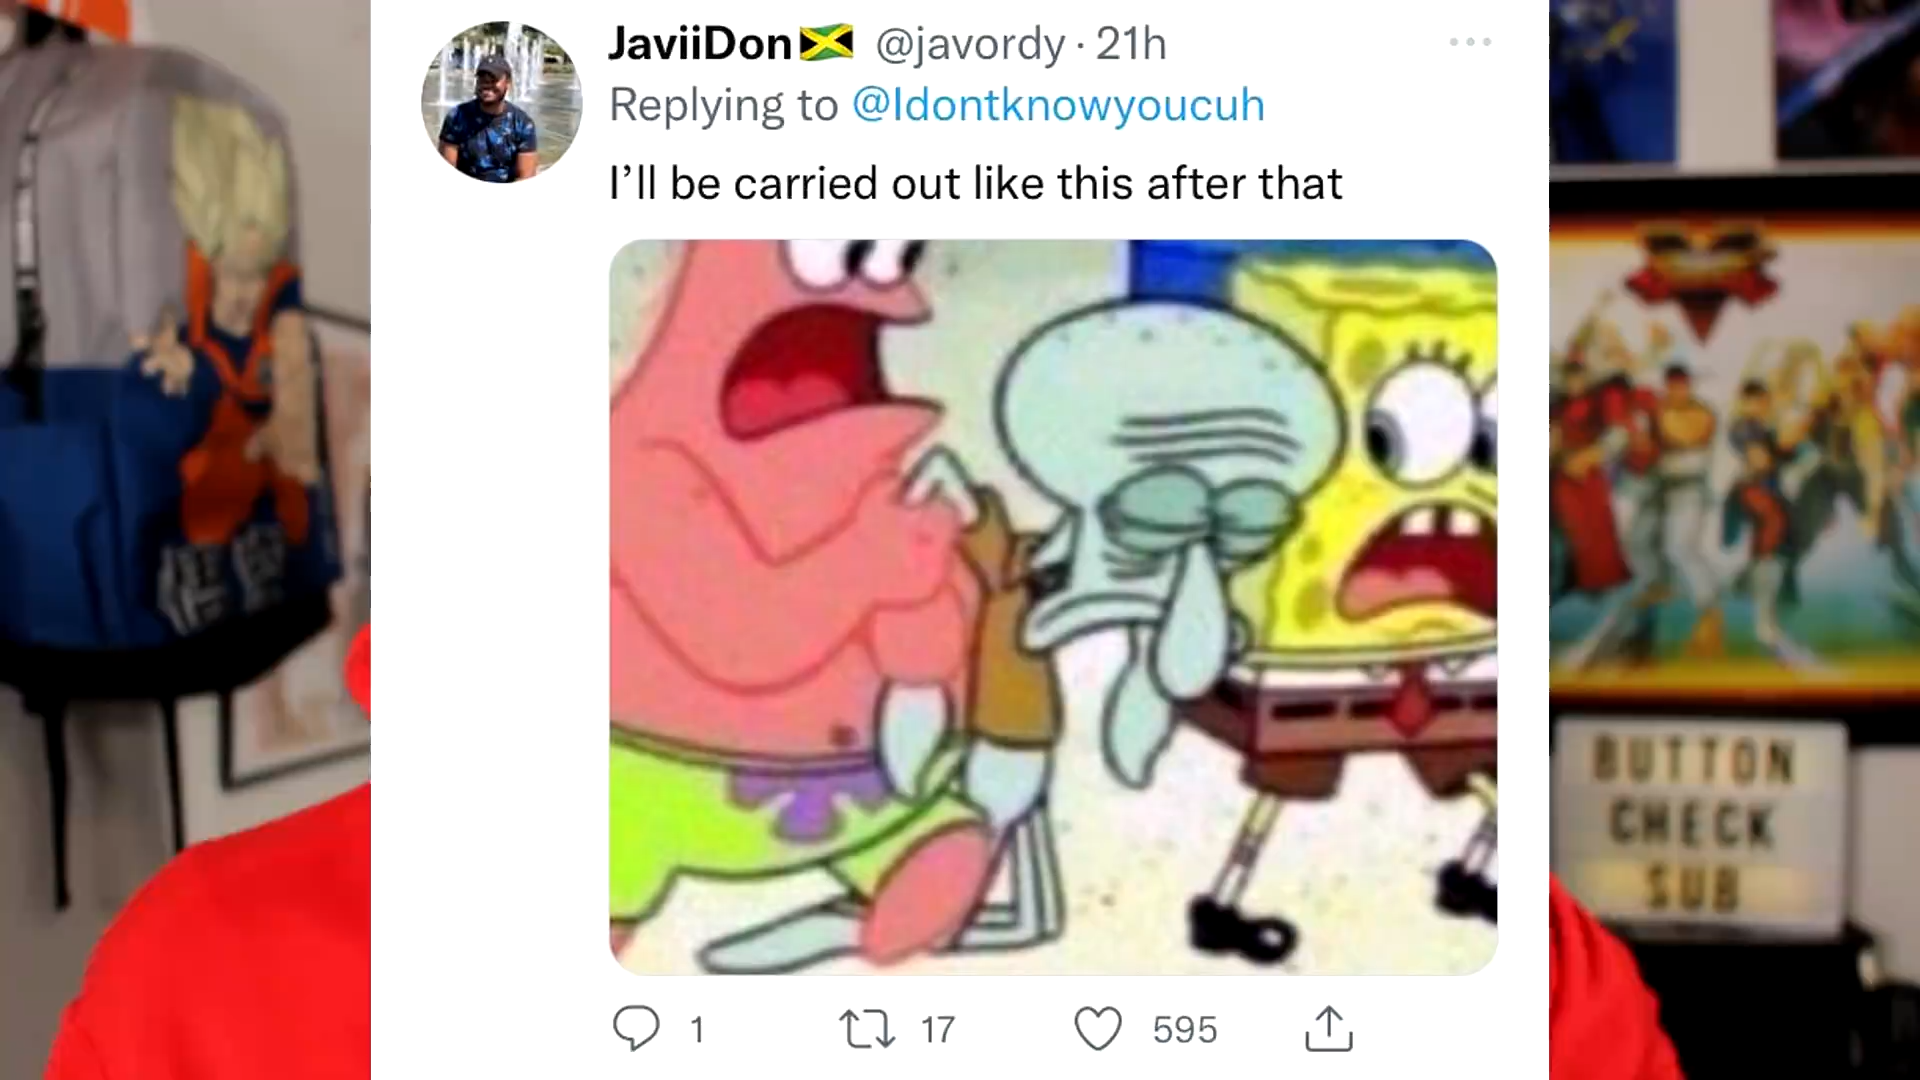 JaviiDon🇯🇲 @javordy · 21h
Replying to @Idontknowyoucuh
I’ll be carried out like this after that
1 17 595
BUTTON
CHECK
SUB